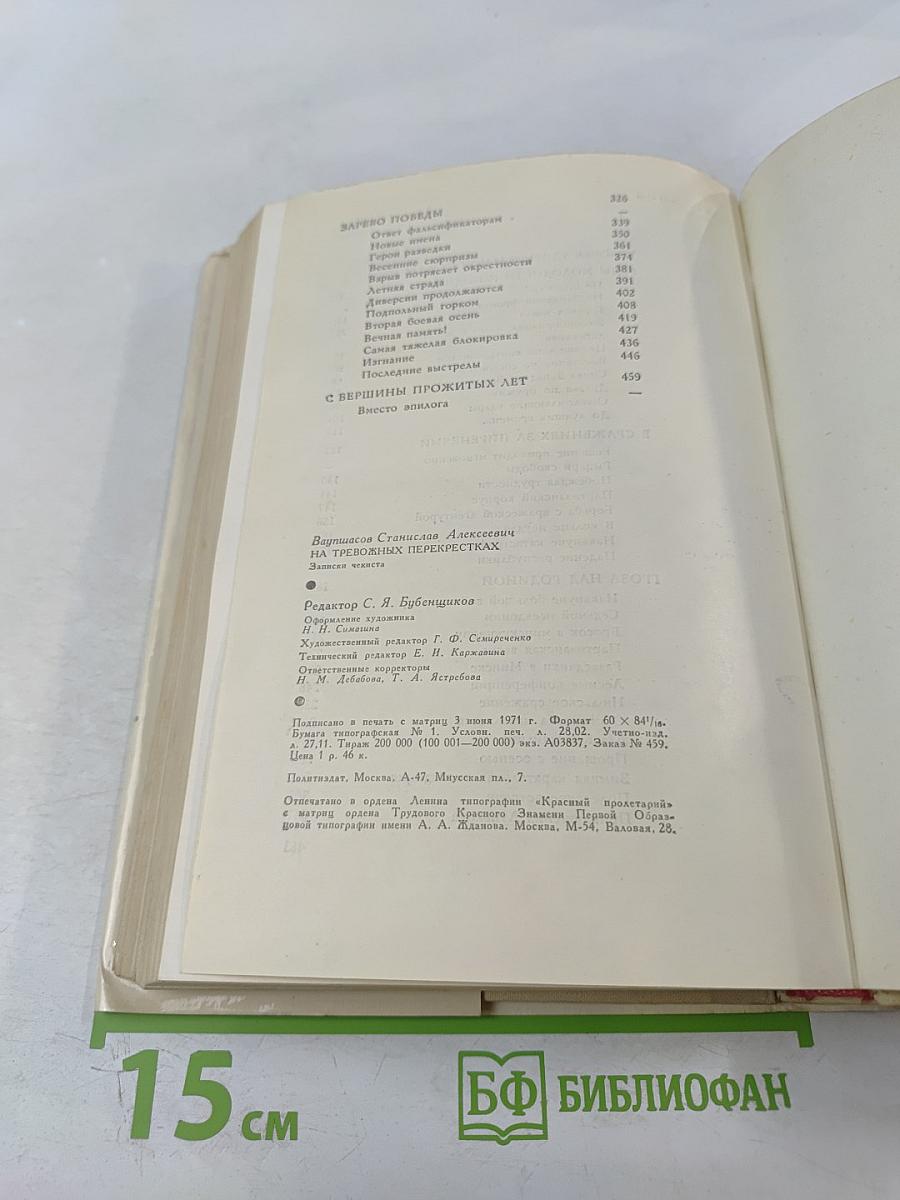 ЗАРЕВО ПОБЕДЫ 326
Ответ фальсификаторам —
Новые имена 339
Герои разведки 350
Весенние сюрпризы 361
Взрыв потрясает окрестности 374
Летняя страда 381
Диверсии продолжаются 391
Подпольный горком 402
Вторая боевая осень 408
Вечная память! 419
Самая тяжелая блокировка 427
Изгнание 436
Последние выстрелы 446
С ВЕРШИНЫ ПРОЖИТЫХ ЛЕТ 459
Вместо эпилога —
Ваупшасов Станислав Алексеевич
НА ТРЕВОЖНЫХ ПЕРЕКРЕСТКАХ
Записки чекиста
Редактор С. Я. Бубенщиков
Оформление художника
Н. Н. Симагина
Художественный редактор Г. Ф. Семиреченко
Технический редактор Е. И. Каржавина
Ответственные корректоры
Н. М. Дебабова, Т. А. Ястребова
Подписано в печать с матриц 3 июня 1971 г. Формат 60 × 84¹/₁₆.
Бумага типографская № 1. Условн. печ. л. 28,02. Учетно-изд.
л. 27,11. Тираж 200 000 (100 001—200 000) экз. А03837, Заказ № 459.
Цена 1 р. 46 к.
Политиздат, Москва, А-47, Миусская пл., 7.
Отпечатано в ордена Ленина типографии «Красный пролетарий»
с матриц ордена Трудового Красного Знамени Первой Образ-
цовой типографии имени А. А. Жданова. Москва, М-54, Валовая, 28.
15 см
БФ БИБЛИОФАН